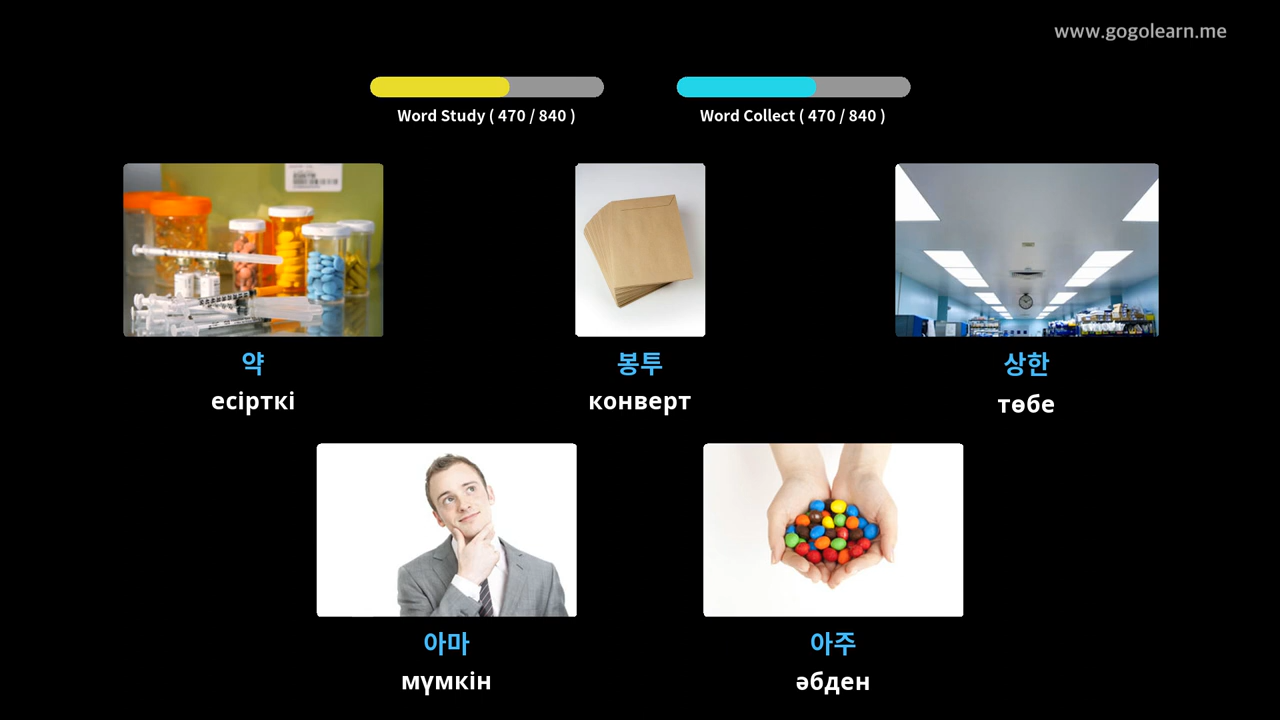 www.gogolearn.me
Word Study ( 470 / 840 )
Word Collect ( 470 / 840 )
약
есірткі
봉투
конверт
상한
төбе
아마
мүмкін
아주
әбден